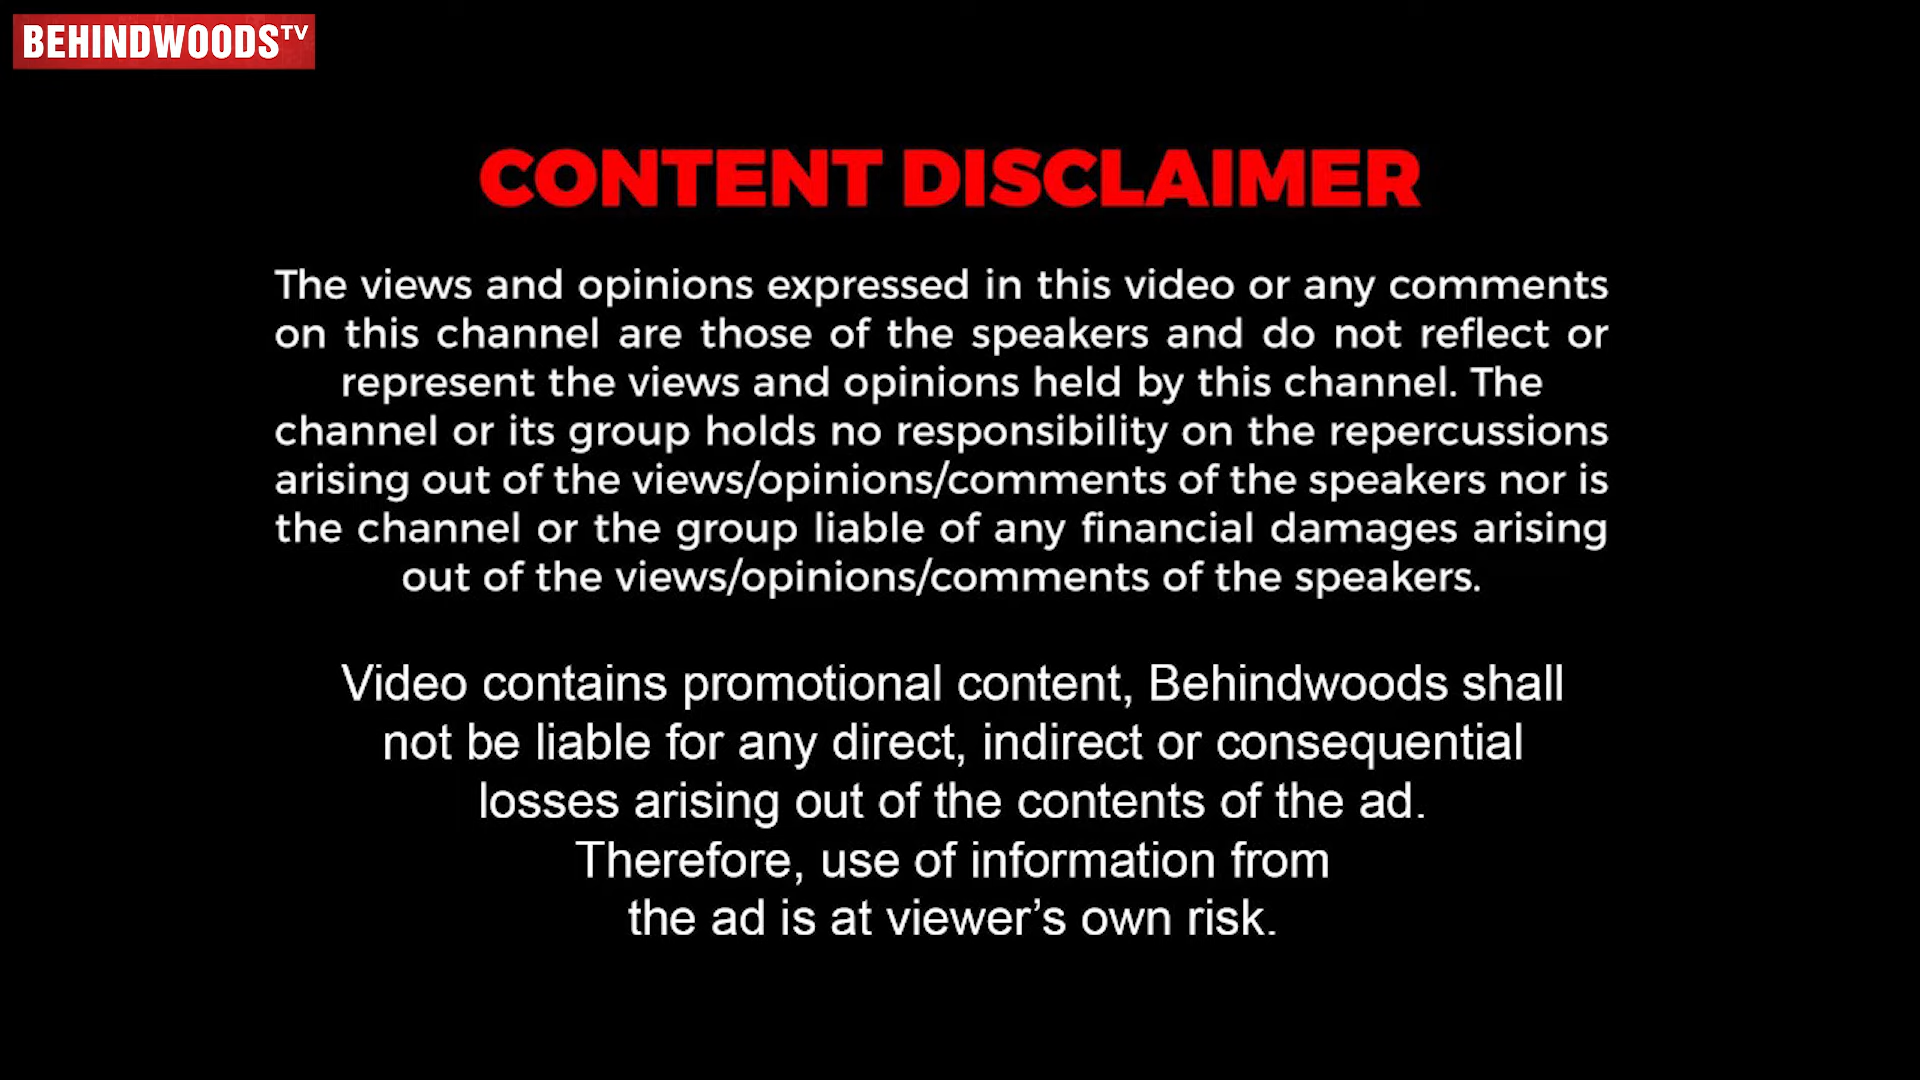 BEHINDWOODSTV
CONTENT DISCLAIMER
The views and opinions expressed in this video or any comments
on this channel are those of the speakers and do not reflect or
represent the views and opinions held by this channel. The
channel or its group holds no responsibility on the repercussions
arising out of the views/opinions/comments of the speakers nor is
the channel or the group liable of any financial damages arising
out of the views/opinions/comments of the speakers.
Video contains promotional content, Behindwoods shall
not be liable for any direct, indirect or consequential
losses arising out of the contents of the ad.
Therefore, use of information from
the ad is at viewer’s own risk.